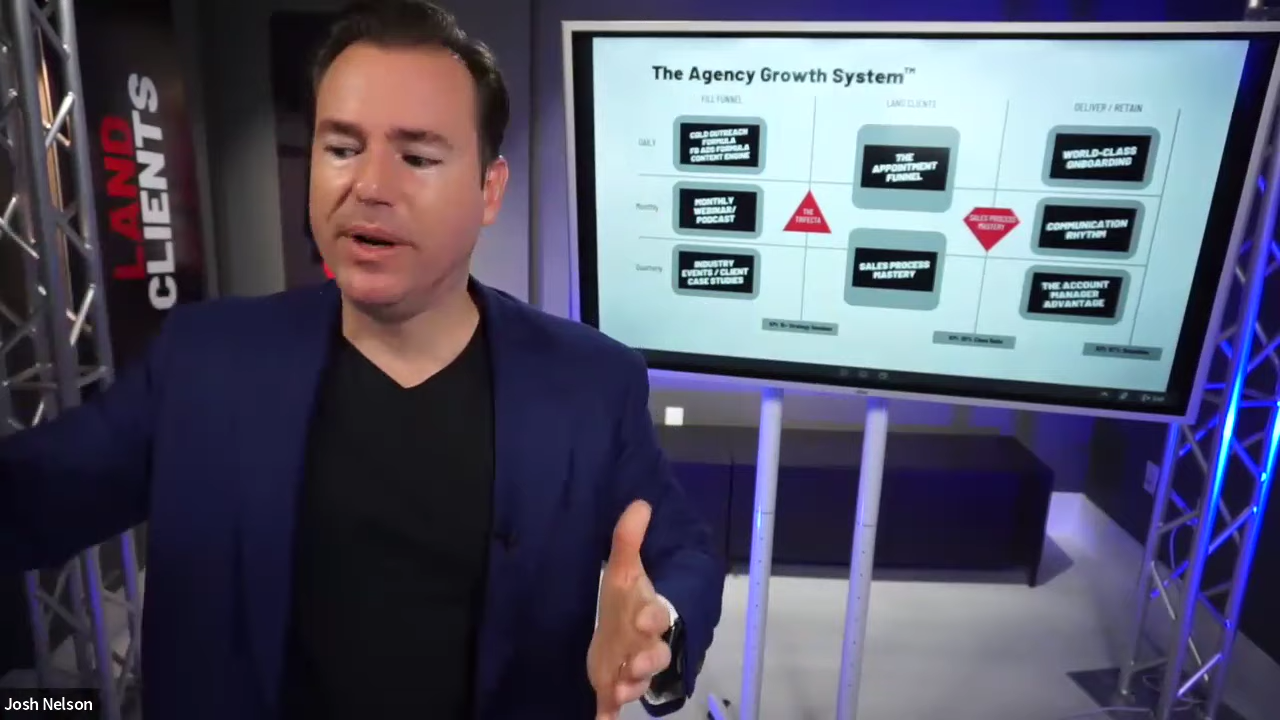 LAND
CLIENTS
The Agency Growth System™
FILL FUNNEL
LAND CLIENTS
DELIVER / RETAIN
DAILY
COLD OUTREACH
FORMULA
FB ADS FORMULA
CONTENT ENGINE
THE
APPOINTMENT
FUNNEL
WORLD-CLASS
ONBOARDING
Monthly
MONTHLY
WEBINAR/
PODCAST
THE
TRIFECTA
SALES PROCESS
MASTERY
COMMUNICATION
RHYTHM
Quarterly
INDUSTRY
EVENTS / CLIENT
CASE STUDIES
SALES PROCESS
MASTERY
THE ACCOUNT
MANAGER
ADVANTAGE
Josh Nelson